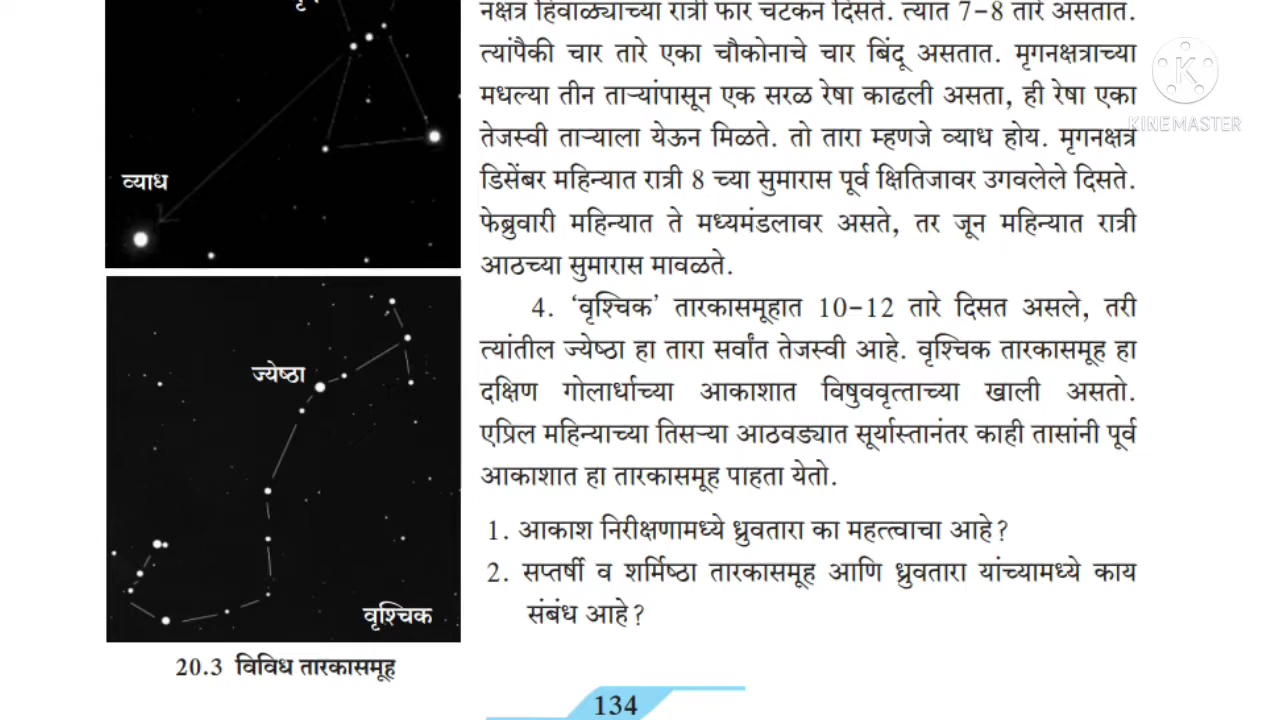 नक्षत्र हिवाळ्याच्या रात्री फार चटकन दिसते. त्यात 7-8 तारे असतात.
त्यांपैकी चार तारे एका चौकोनाचे चार बिंदू असतात. मृगनक्षत्राच्या
मधल्या तीन ताऱ्यांपासून एक सरळ रेषा काढली असता, ही रेषा एका
तेजस्वी ताऱ्याला येऊन मिळते. तो तारा म्हणजे व्याध होय. मृगनक्षत्र
डिसेंबर महिन्यात रात्री 8 च्या सुमारास पूर्व क्षितिजावर उगवलेले दिसते.
फेब्रुवारी महिन्यात ते मध्यमंडलावर असते, तर जून महिन्यात रात्री
आठच्या सुमारास मावळते.
4. ‘वृश्चिक’ तारकासमूहात 10-12 तारे दिसत असले, तरी
त्यांतील ज्येष्ठा हा तारा सर्वांत तेजस्वी आहे. वृश्चिक तारकासमूह हा
दक्षिण गोलार्धाच्या आकाशात विषुववृत्ताच्या खाली असतो.
एप्रिल महिन्याच्या तिसऱ्या आठवड्यात सूर्यास्तानंतर काही तासांनी पूर्व
आकाशात हा तारकासमूह पाहता येतो.
1. आकाश निरीक्षणामध्ये ध्रुवतारा का महत्त्वाचा आहे?
2. सप्तर्षी व शर्मिष्ठा तारकासमूह आणि ध्रुवतारा यांच्यामध्ये काय
संबंध आहे?
व्याध
ज्येष्ठा
वृश्चिक
20.3 विविध तारकासमूह
134
K
KINEMASTER